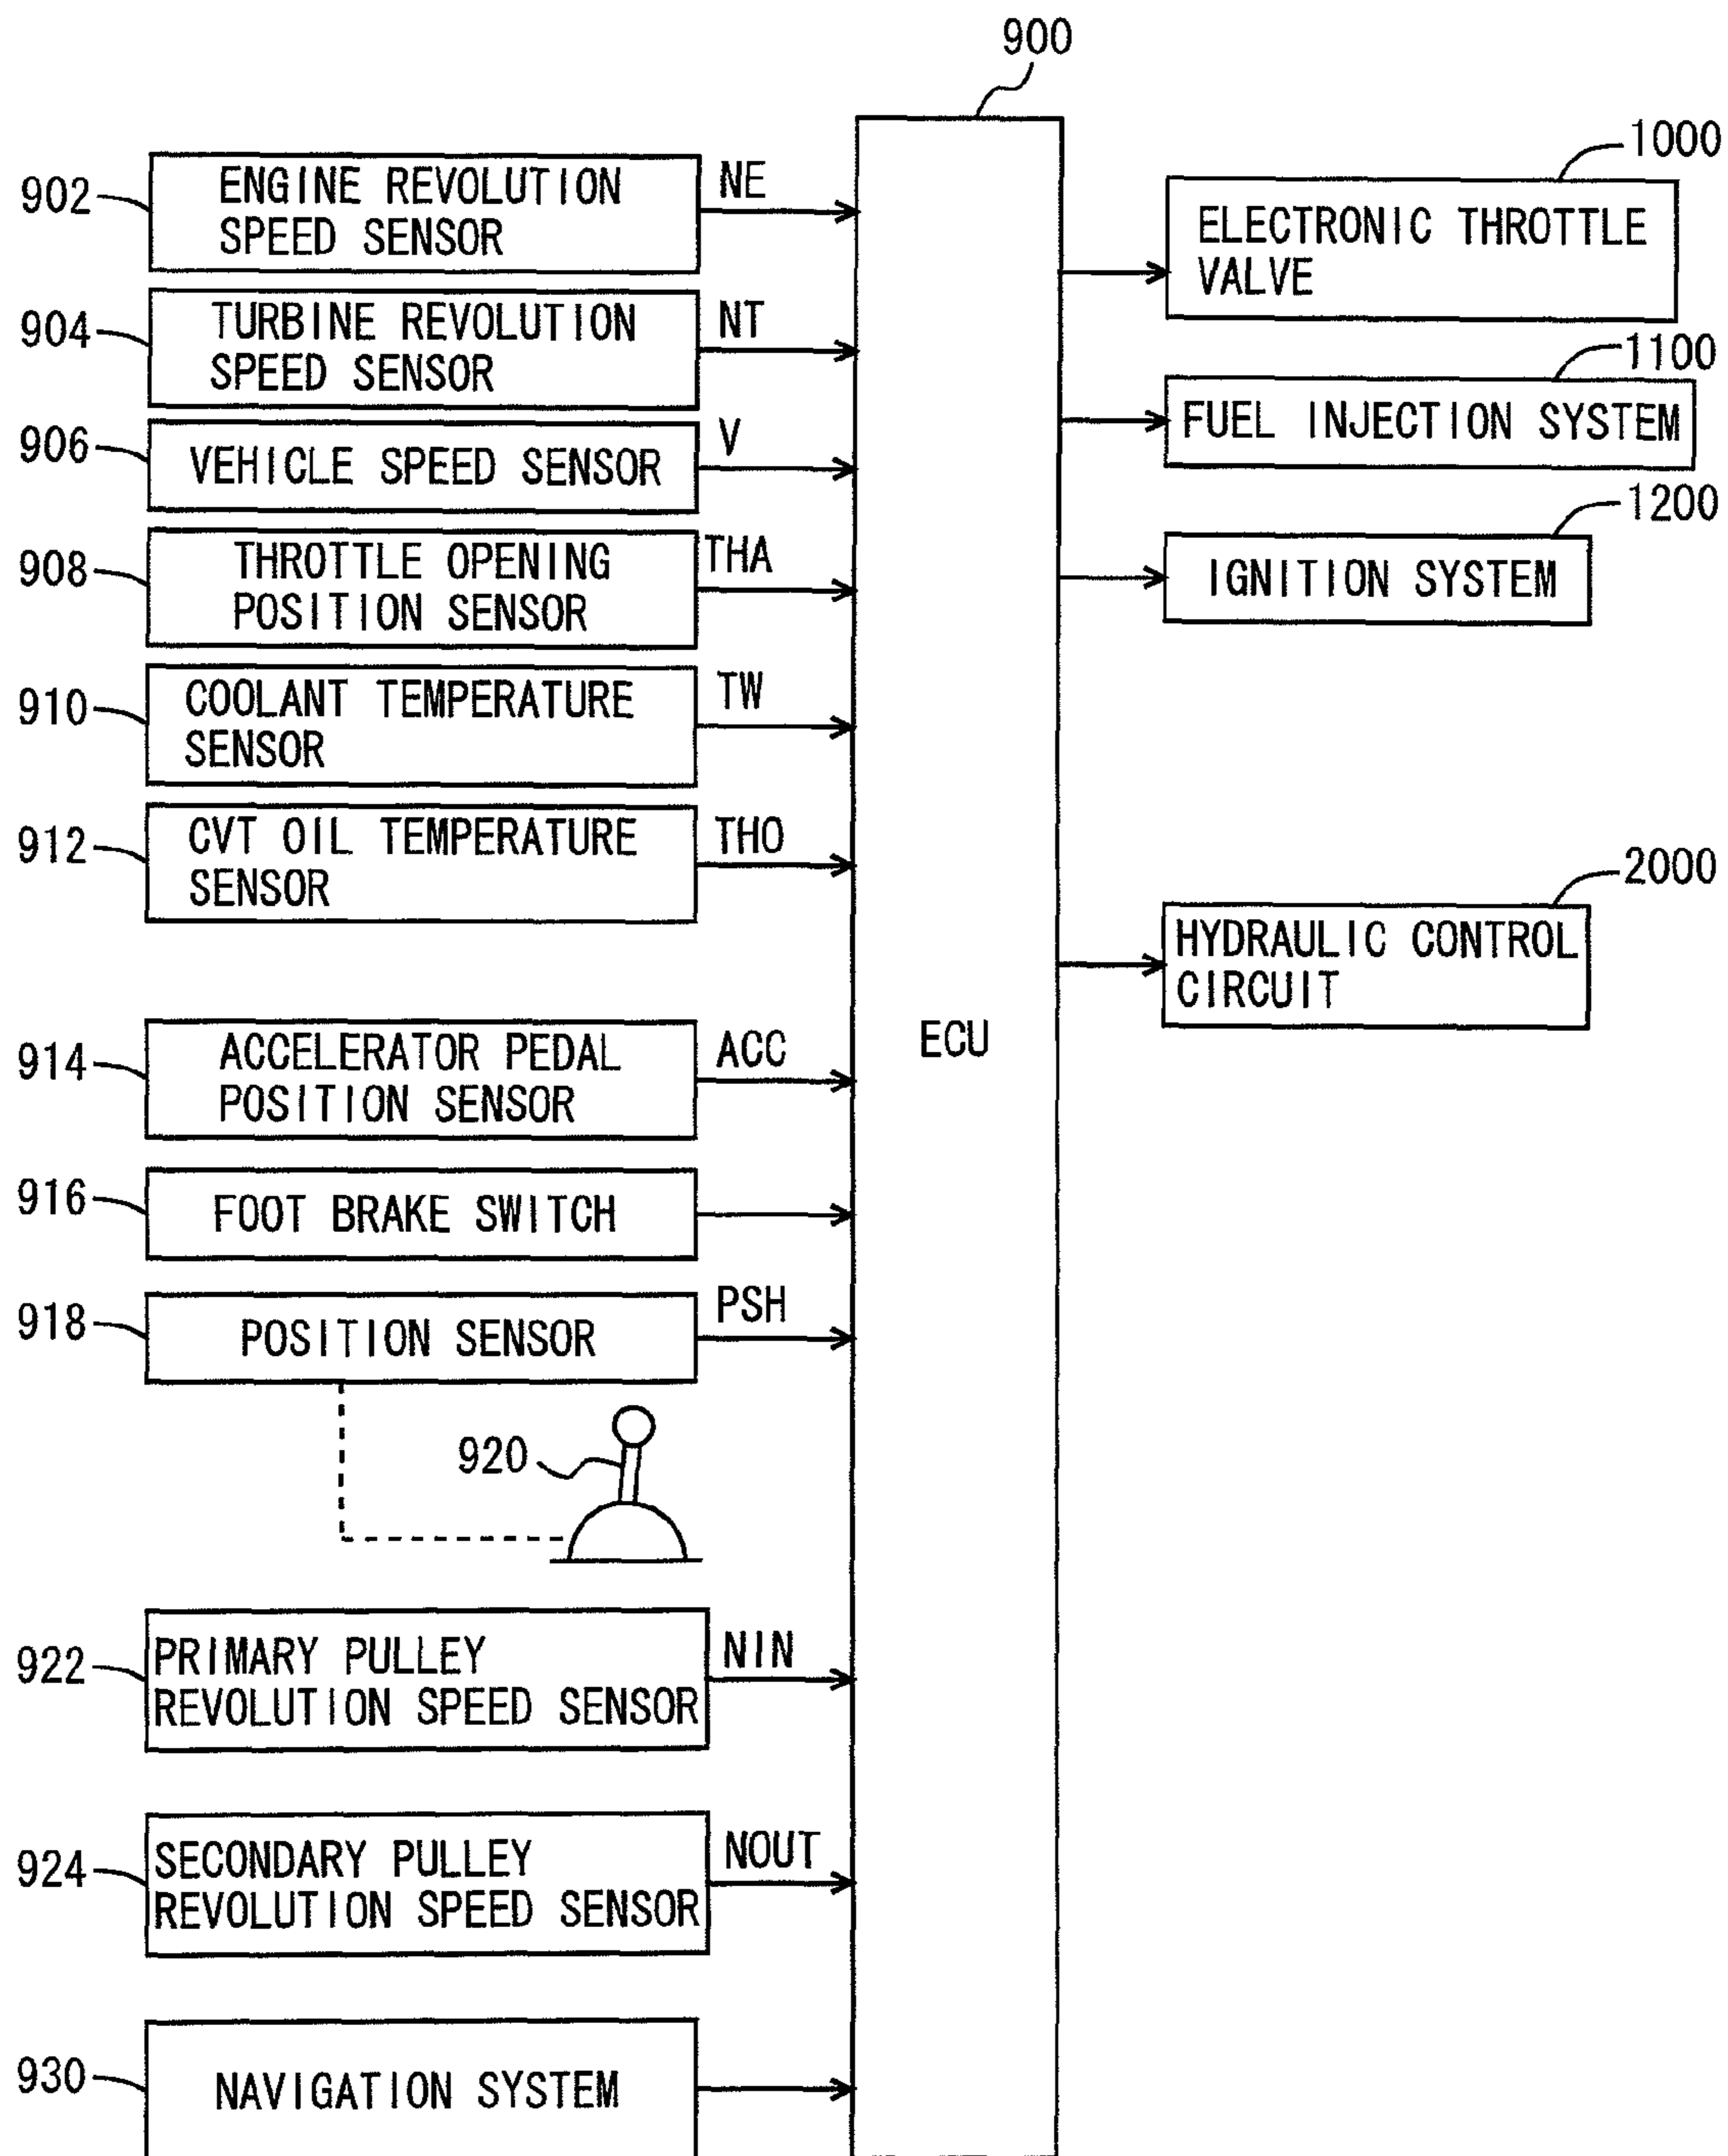 900
902
ENGINE REVOLUTION
SPEED SENSOR
NE
904
TURBINE REVOLUTION
SPEED SENSOR
NT
906
VEHICLE SPEED SENSOR
V
908
THROTTLE OPENING
POSITION SENSOR
THA
910
COOLANT TEMPERATURE
SENSOR
TW
912
CVT OIL TEMPERATURE
SENSOR
THO
914
ACCELERATOR PEDAL
POSITION SENSOR
ACC
916
FOOT BRAKE SWITCH
918
POSITION SENSOR
PSH
920
922
PRIMARY PULLEY
REVOLUTION SPEED SENSOR
NIN
924
SECONDARY PULLEY
REVOLUTION SPEED SENSOR
NOUT
930
NAVIGATION SYSTEM
ECU
1000
ELECTRONIC THROTTLE
VALVE
1100
FUEL INJECTION SYSTEM
1200
IGNITION SYSTEM
2000
HYDRAULIC CONTROL
CIRCUIT